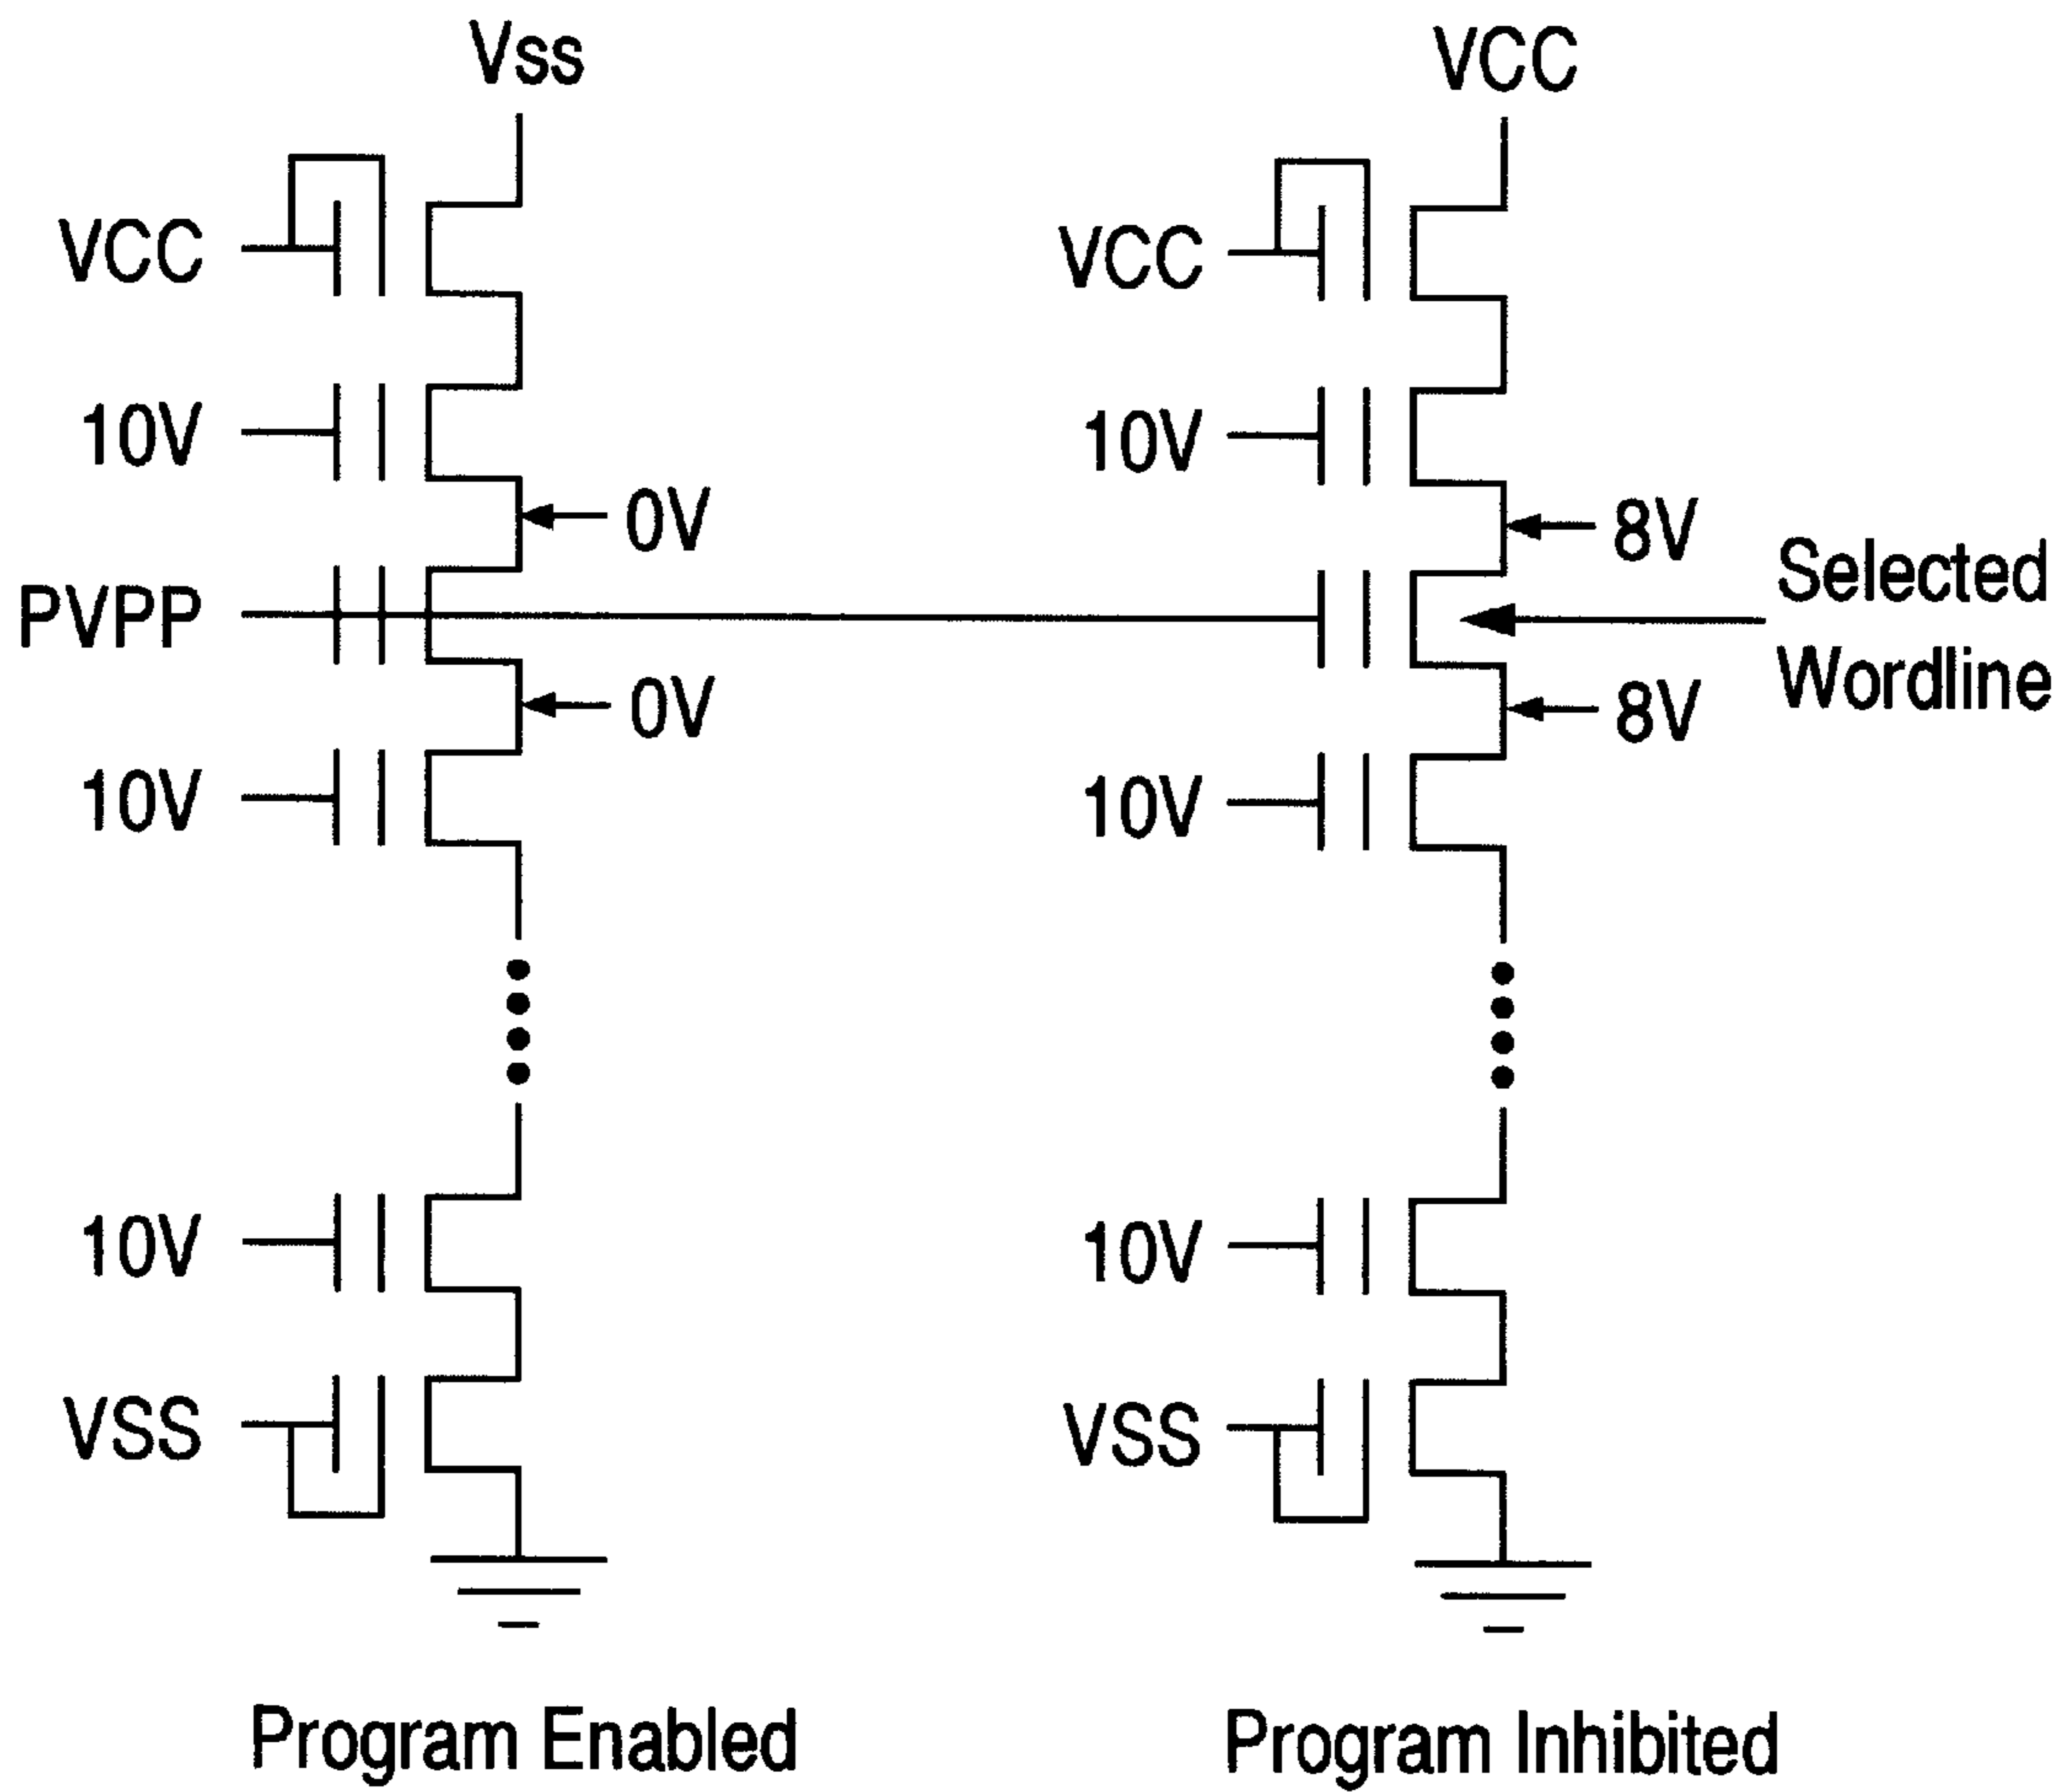 Vss
VCC
VCC
VCC
10V
10V
0V
8V
PVPP
Selected
Wordline
0V
8V
10V
10V
10V
10V
VSS
VSS
Program Enabled
Program Inhibited